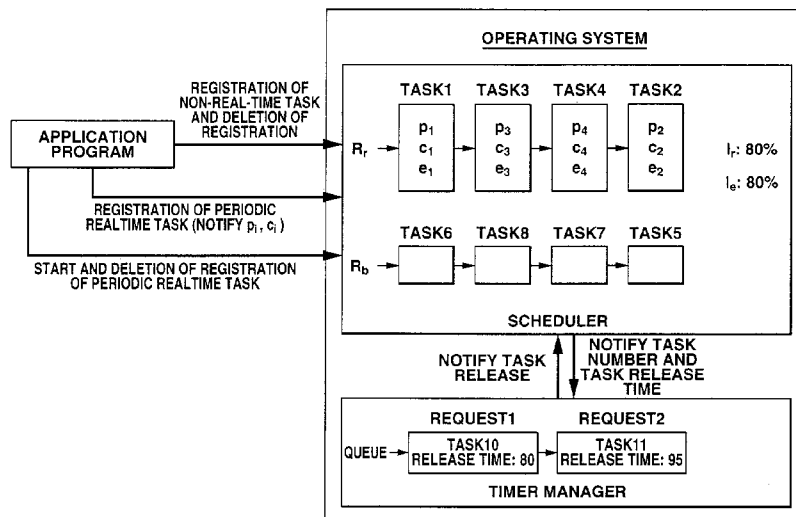 OPERATING SYSTEM
REGISTRATION OF
NON-REAL-TIME TASK
AND DELETION OF
REGISTRATION
APPLICATION
PROGRAM
REGISTRATION OF PERIODIC
REALTIME TASK (NOTIFY pi, ci)
START AND DELETION OF REGISTRATION
OF PERIODIC REALTIME TASK
TASK1 TASK3 TASK4 TASK2
Rr
p1 p3 p4 p2
c1 c3 c4 c2
e1 e3 e4 e2
Ir: 80%
Ie: 80%
TASK6 TASK8 TASK7 TASK5
Rb
SCHEDULER
NOTIFY TASK
RELEASE
NOTIFY TASK
NUMBER AND
TASK RELEASE
TIME
REQUEST1 REQUEST2
QUEUE
TASK10
RELEASE TIME: 80
TASK11
RELEASE TIME: 95
TIMER MANAGER